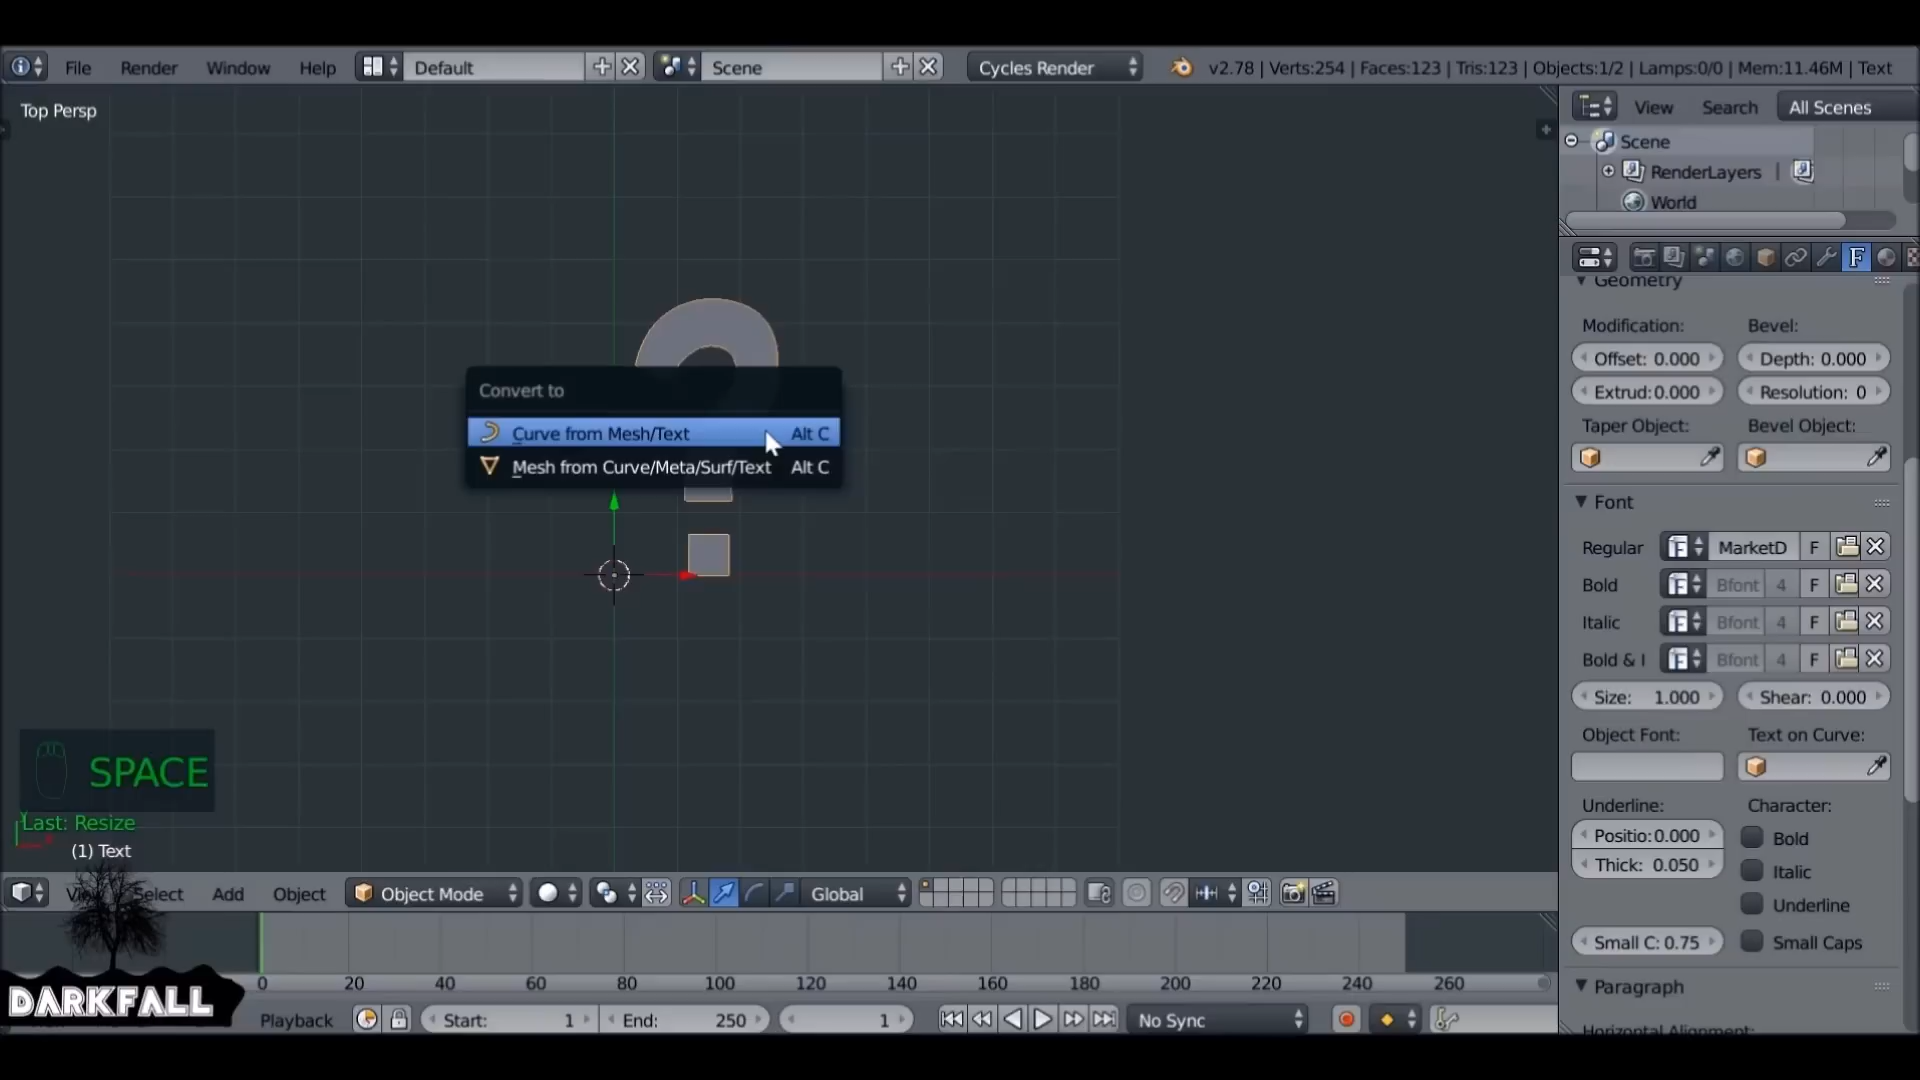 File Render Window Help Default Scene Cycles Render v2.78 | Verts:254 | Faces:123 | Tris:123 | Objects:1/2 | Lamps:0/0 | Mem:11.46M | Text
Top Persp
View Search All Scenes
Scene
RenderLayers
World
Geometry
Modification: Bevel:
Offset: 0.000 Depth: 0.000
Extrud:0.000 Resolution: 0
Taper Object: Bevel Object:
Font
Regular F MarketD F
Bold F Bfont 4 F
Italic F Bfont 4 F
Bold & I F Bfont 4 F
Size: 1.000 Shear: 0.000
Object Font: Text on Curve:
Underline: Character:
Positio:0.000 Bold
Thick: 0.050 Italic
Underline
Small C: 0.75 Small Caps
Paragraph
Horizontal Alignment:
Convert to
Curve from Mesh/Text Alt C
Mesh from Curve/Meta/Surf/Text Alt C
?
SPACE
Last: Resize
(1) Text
Select Add Object Object Mode Global
0 20 40 60 80 100 120 140 160 180 200 220 240 260
DARKFALL
Playback Start: 1 End: 250 1 No Sync